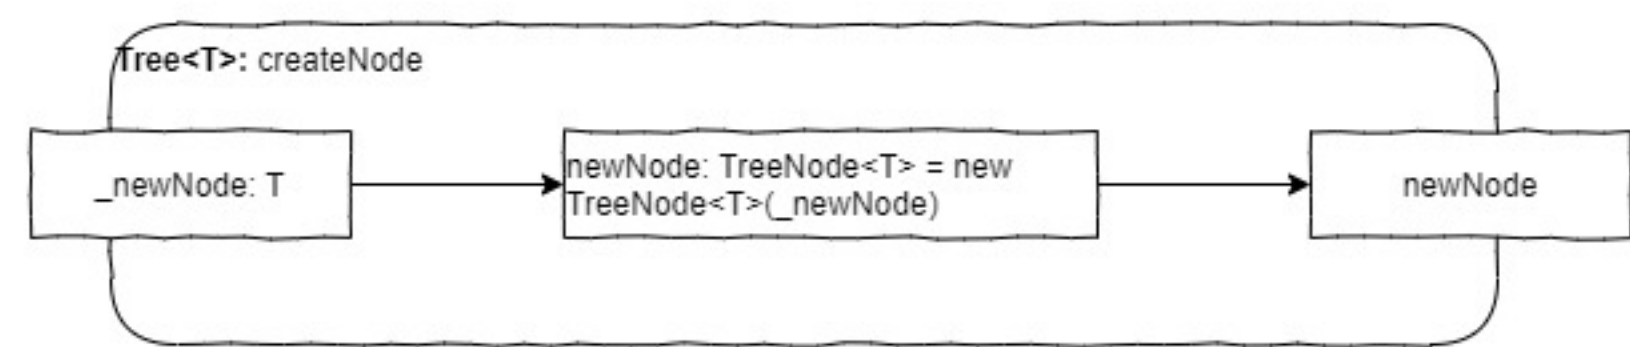 Tree<T>: createNode
_newNode: T
newNode: TreeNode<T> = new
TreeNode<T>(_newNode)
newNode